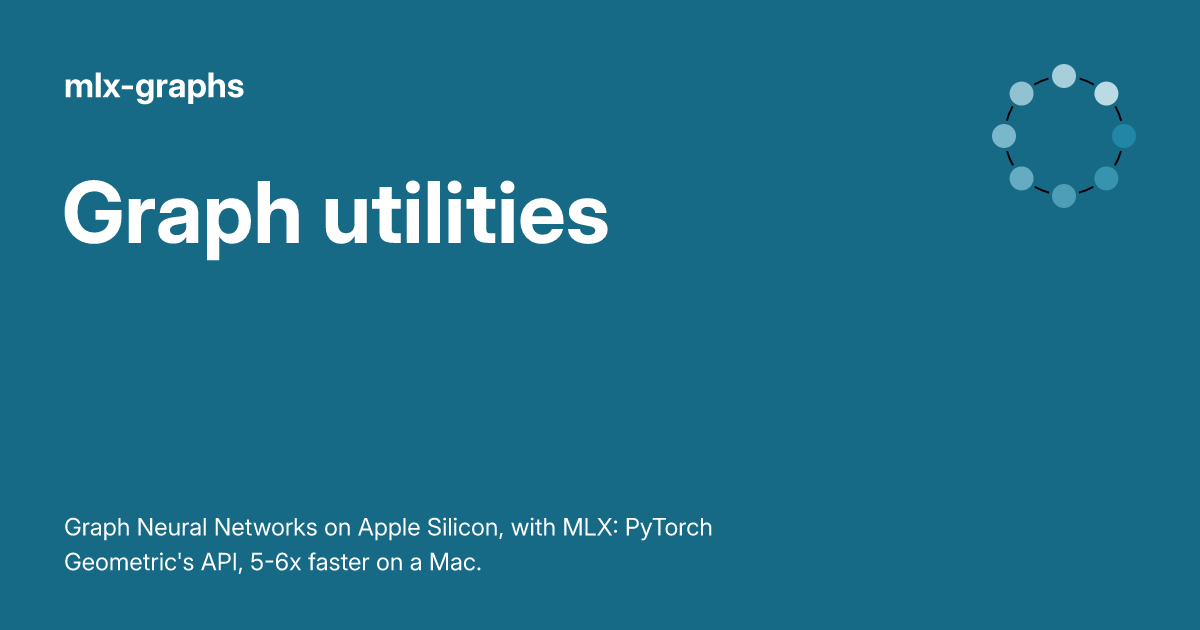 mlx-graphs
Graph utilities
Graph Neural Networks on Apple Silicon, with MLX: PyTorch
Geometric's API, 5-6x faster on a Mac.